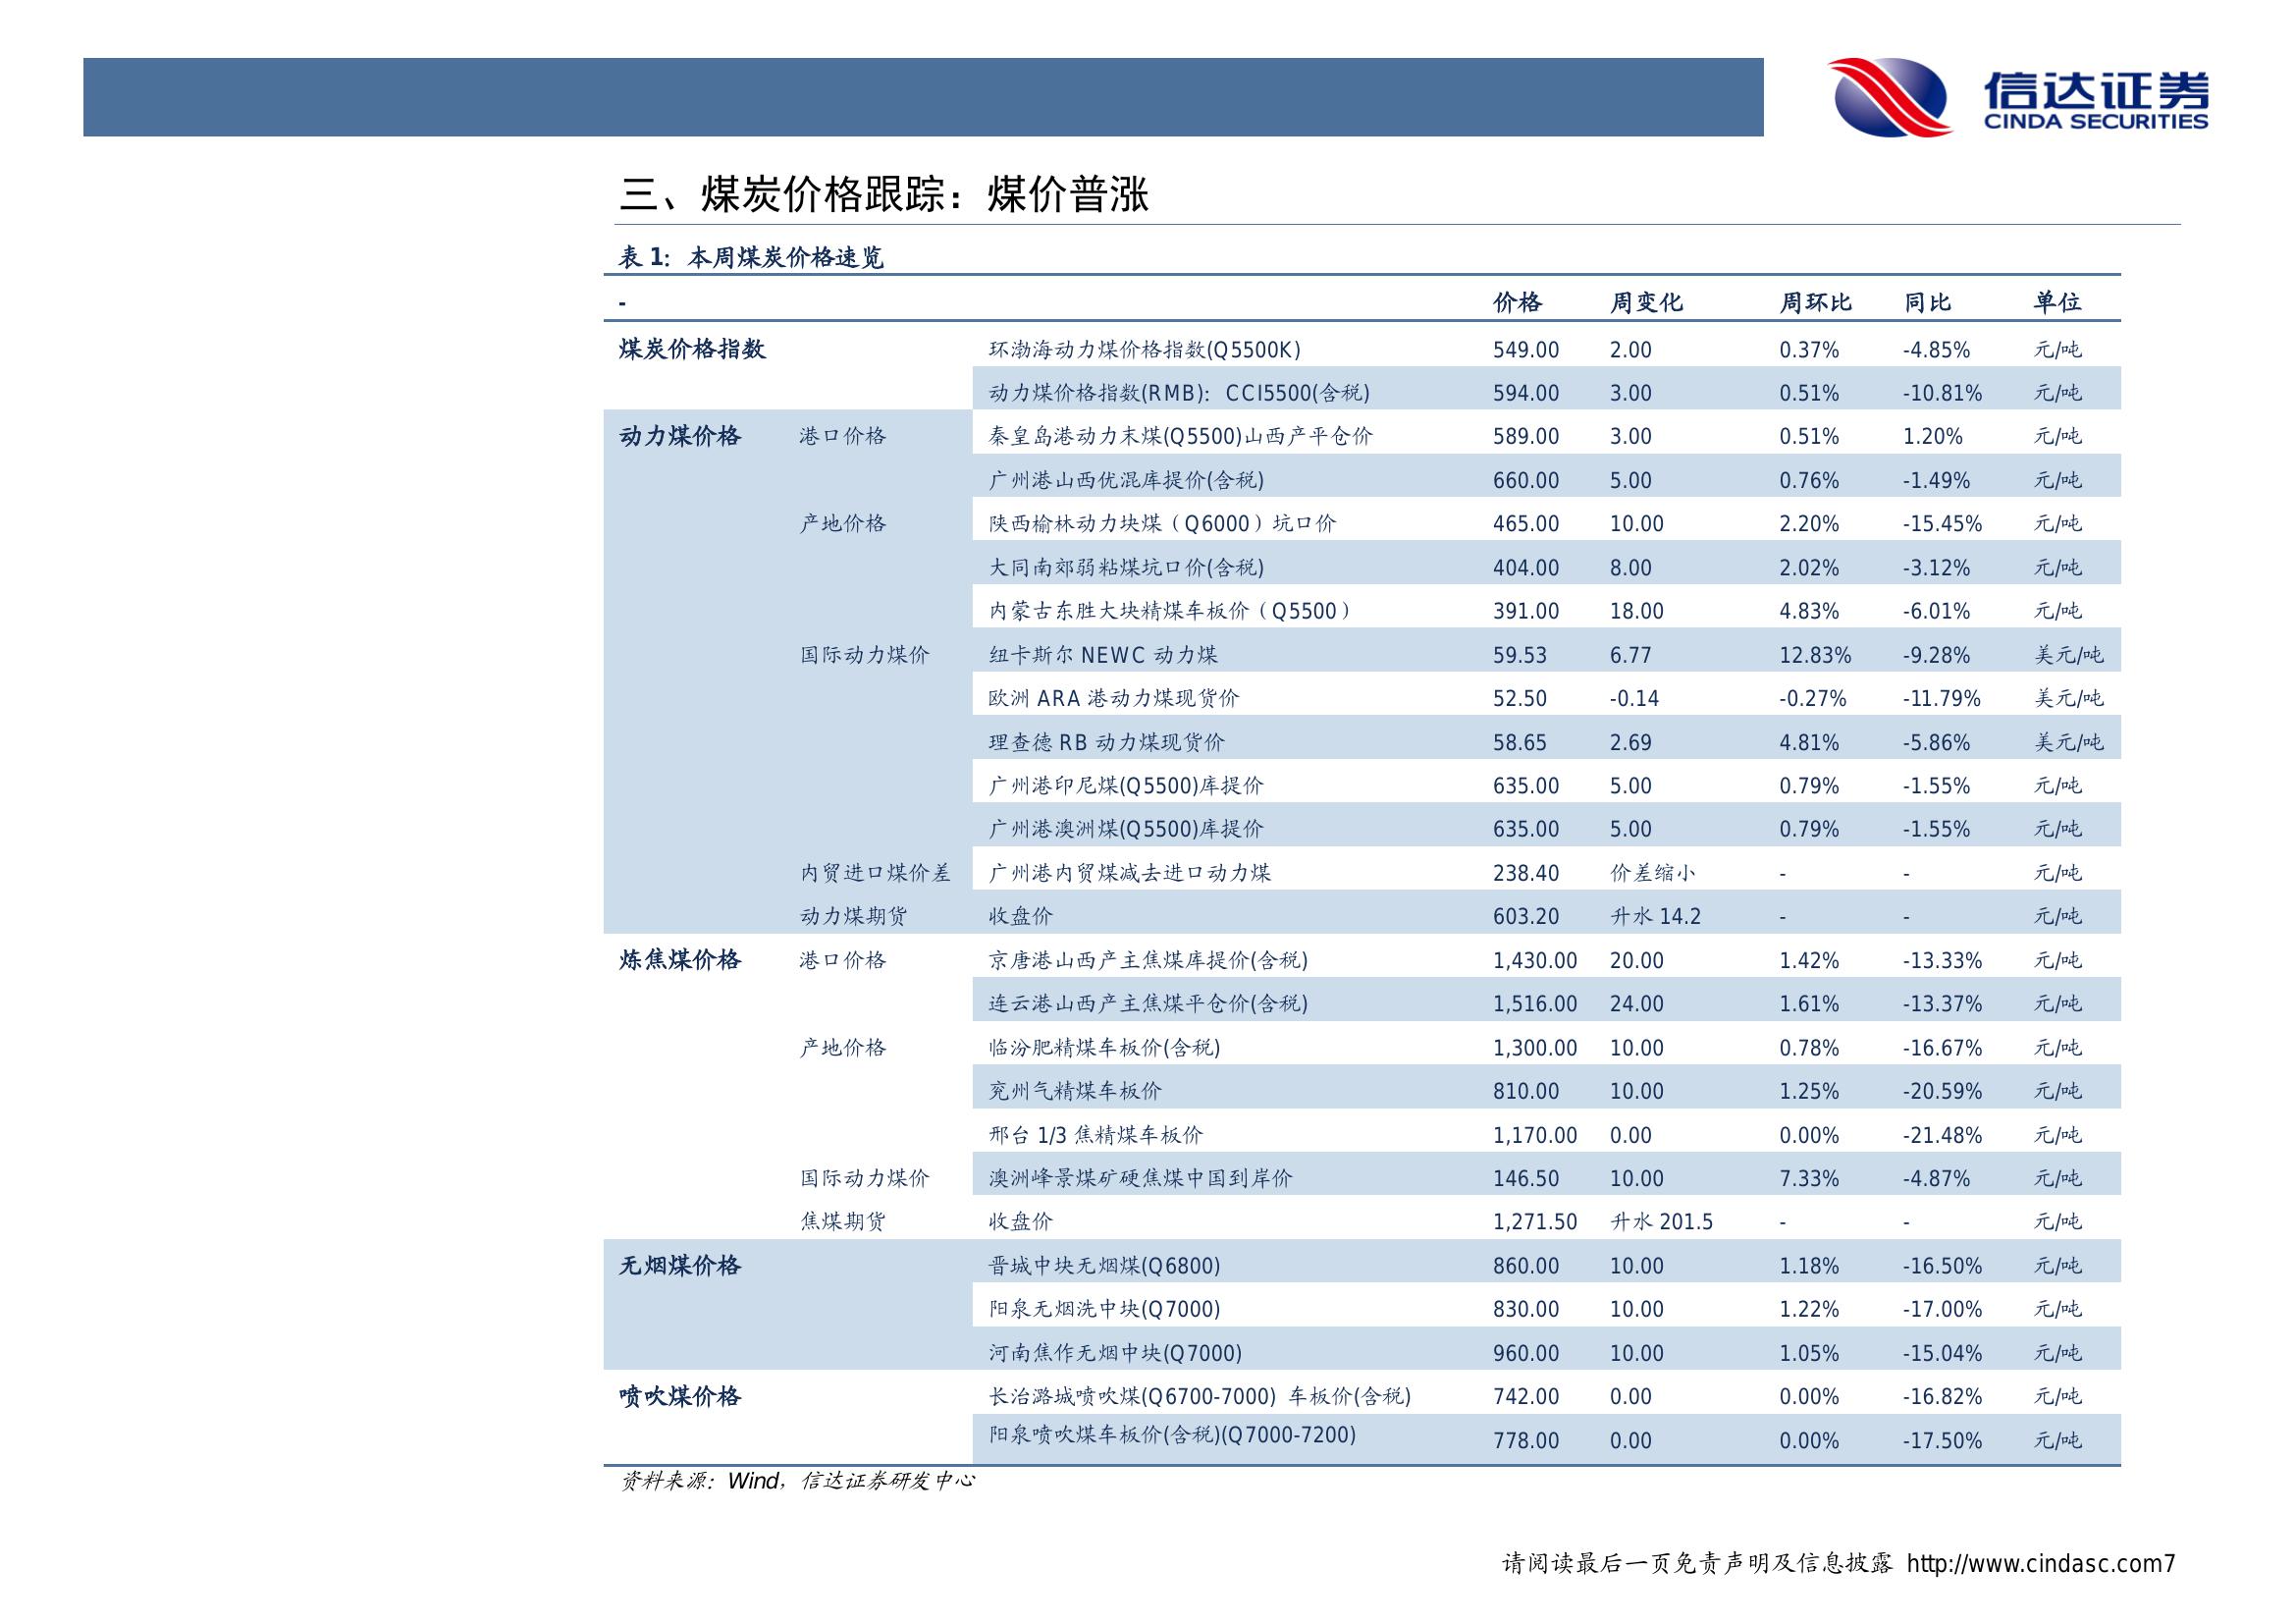 信达证券
CINDA SECURITIES
三、煤炭价格跟踪：煤价普涨
表 1：本周煤炭价格速览
- 价格 周变化 周环比 同比 单位
煤炭价格指数 环渤海动力煤价格指数(Q5500K) 549.00 2.00 0.37% -4.85% 元/吨
动力煤价格指数(RMB)：CCI5500(含税) 594.00 3.00 0.51% -10.81% 元/吨
动力煤价格 港口价格 秦皇岛港动力末煤(Q5500)山西产平仓价 589.00 3.00 0.51% 1.20% 元/吨
广州港山西优混库提价(含税) 660.00 5.00 0.76% -1.49% 元/吨
产地价格 陕西榆林动力块煤（Q6000）坑口价 465.00 10.00 2.20% -15.45% 元/吨
大同南郊弱粘煤坑口价(含税) 404.00 8.00 2.02% -3.12% 元/吨
内蒙古东胜大块精煤车板价（Q5500） 391.00 18.00 4.83% -6.01% 元/吨
国际动力煤价 纽卡斯尔 NEWC 动力煤 59.53 6.77 12.83% -9.28% 美元/吨
欧洲 ARA 港动力煤现货价 52.50 -0.14 -0.27% -11.79% 美元/吨
理查德 RB 动力煤现货价 58.65 2.69 4.81% -5.86% 美元/吨
广州港印尼煤(Q5500)库提价 635.00 5.00 0.79% -1.55% 元/吨
广州港澳洲煤(Q5500)库提价 635.00 5.00 0.79% -1.55% 元/吨
内贸进口煤价差 广州港内贸煤减去进口动力煤 238.40 价差缩小 - - 元/吨
动力煤期货 收盘价 603.20 升水 14.2 - - 元/吨
炼焦煤价格 港口价格 京唐港山西产主焦煤库提价(含税) 1,430.00 20.00 1.42% -13.33% 元/吨
连云港山西产主焦煤平仓价(含税) 1,516.00 24.00 1.61% -13.37% 元/吨
产地价格 临汾肥精煤车板价(含税) 1,300.00 10.00 0.78% -16.67% 元/吨
兖州气精煤车板价 810.00 10.00 1.25% -20.59% 元/吨
邢台 1/3 焦精煤车板价 1,170.00 0.00 0.00% -21.48% 元/吨
国际动力煤价 澳洲峰景煤矿硬焦煤中国到岸价 146.50 10.00 7.33% -4.87% 元/吨
焦煤期货 收盘价 1,271.50 升水 201.5 - - 元/吨
无烟煤价格 晋城中块无烟煤(Q6800) 860.00 10.00 1.18% -16.50% 元/吨
阳泉无烟洗中块(Q7000) 830.00 10.00 1.22% -17.00% 元/吨
河南焦作无烟中块(Q7000) 960.00 10.00 1.05% -15.04% 元/吨
喷吹煤价格 长治潞城喷吹煤(Q6700-7000) 车板价(含税) 742.00 0.00 0.00% -16.82% 元/吨
阳泉喷吹煤车板价(含税)(Q7000-7200) 778.00 0.00 0.00% -17.50% 元/吨
资料来源：Wind，信达证券研发中心
请阅读最后一页免责声明及信息披露 http://www.cindasc.com7